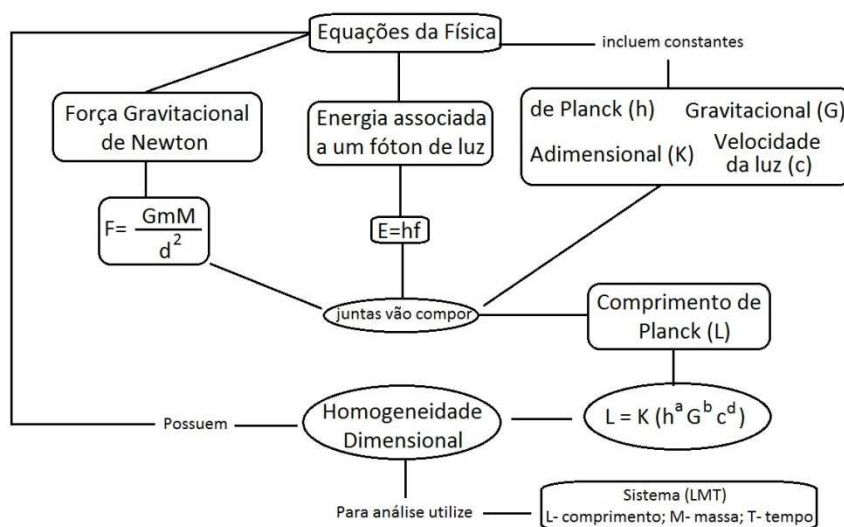 Equações da Física
incluem constantes
Força Gravitacional
de Newton
Energia associada
a um fóton de luz
de Planck (h) Gravitacional (G)
Adimensional (K) Velocidade
da luz (c)
F= GmM
d²
E=hf
juntas vão compor
Comprimento de
Planck (L)
Possuem
Homogeneidade
Dimensional
L = K (hᵃ Gᵇ cᵈ)
Para análise utilize
Sistema (LMT)
L- comprimento; M- massa; T- tempo